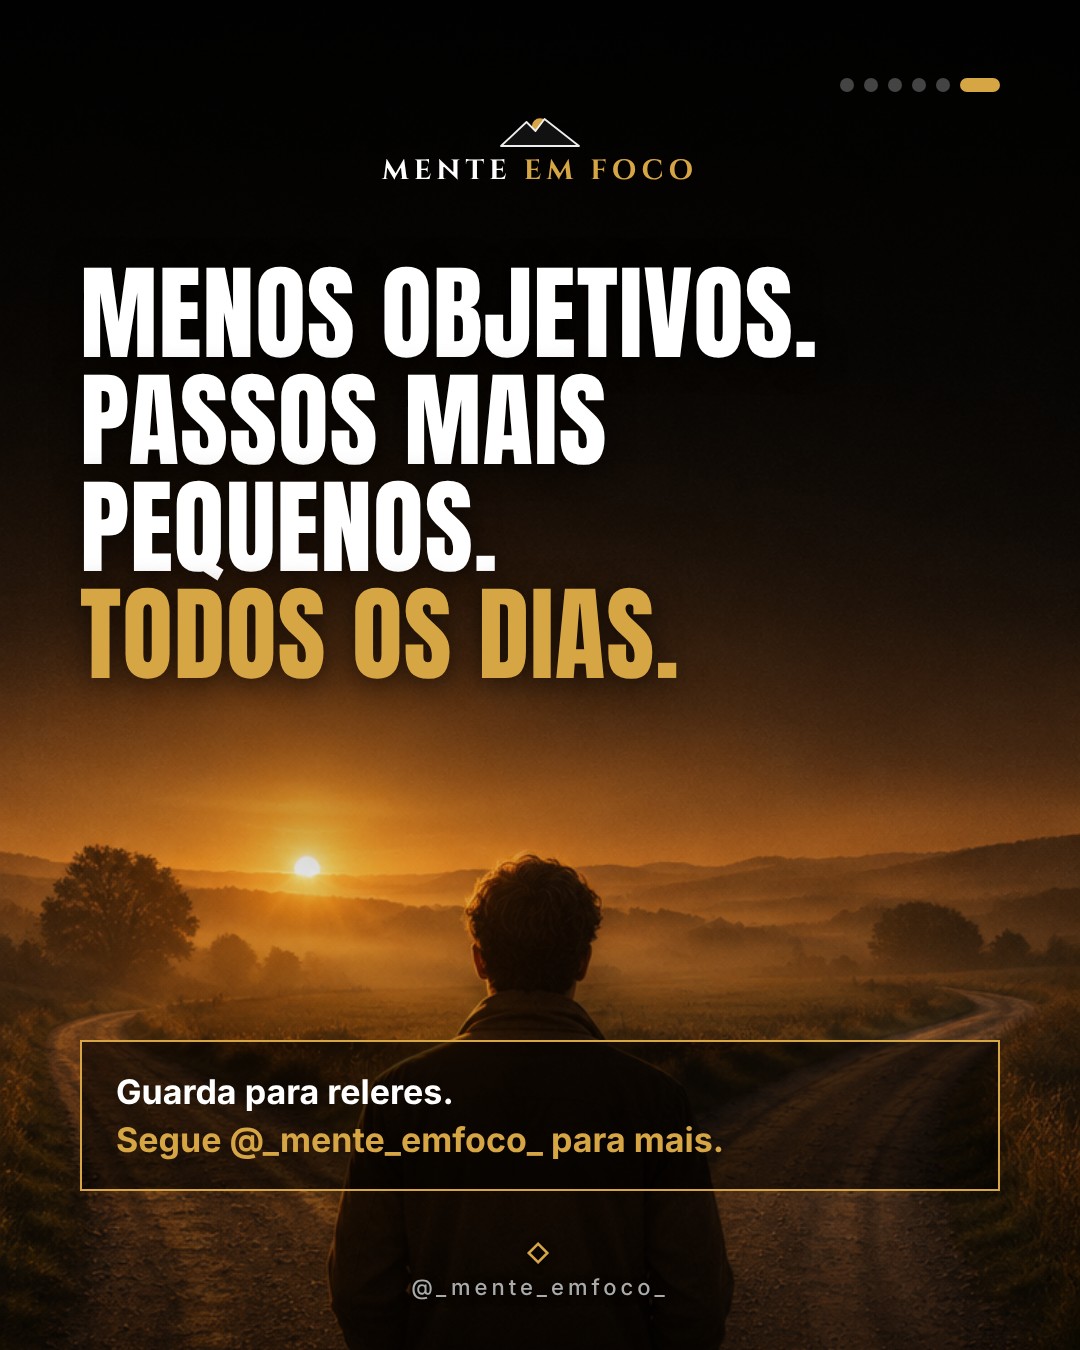 MENTE EM FOCO
MENOS OBJETIVOS.
PASSOS MAIS
PEQUENOS.
TODOS OS DIAS.
Guarda para releres.
Segue @_mente_emfoco_ para mais.
@_mente_emfoco_